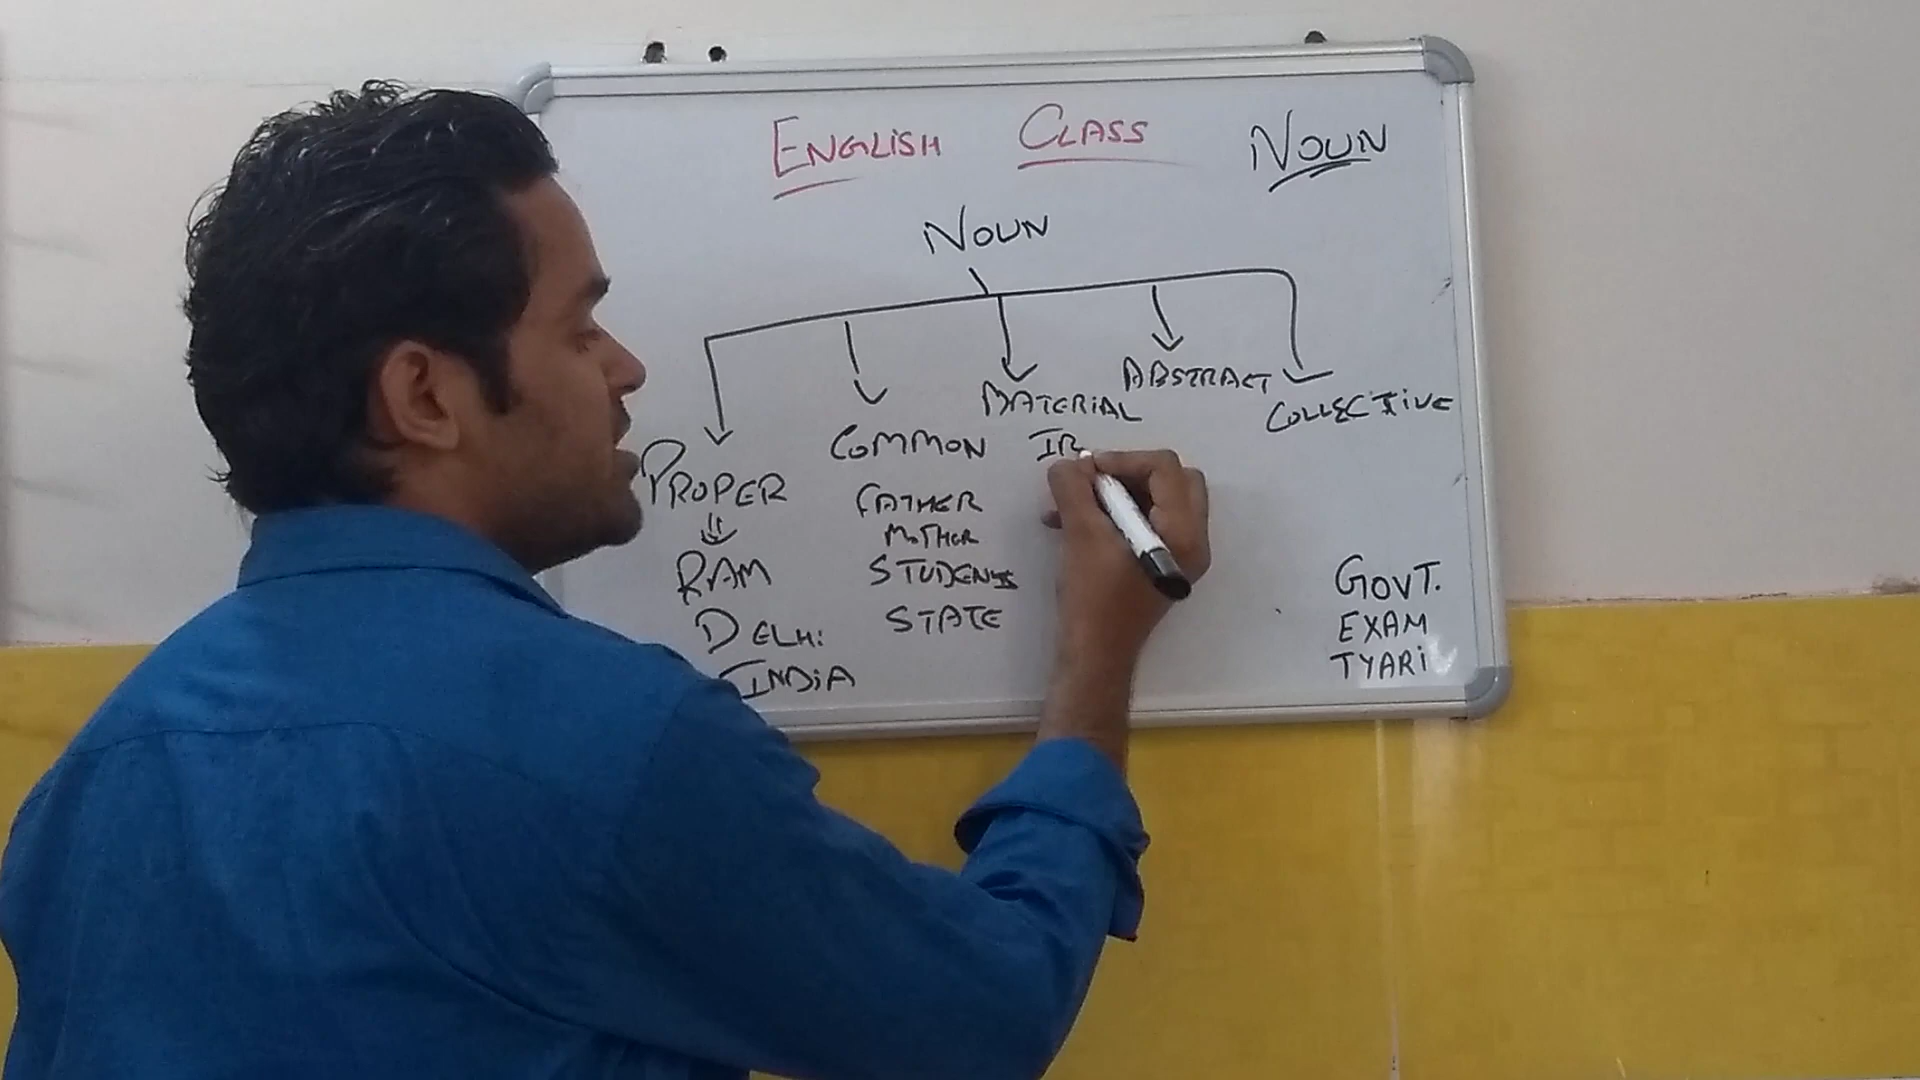 ENGLISH CLASS NOUN
NOUN
PROPER COMMON MATERIAL ABSTRACT COLLECTIVE
RAM
DELHi
INDiA
FATHER
MOTHER
STUDENTS
STATE
IR
GOVT.
EXAM
TYARi